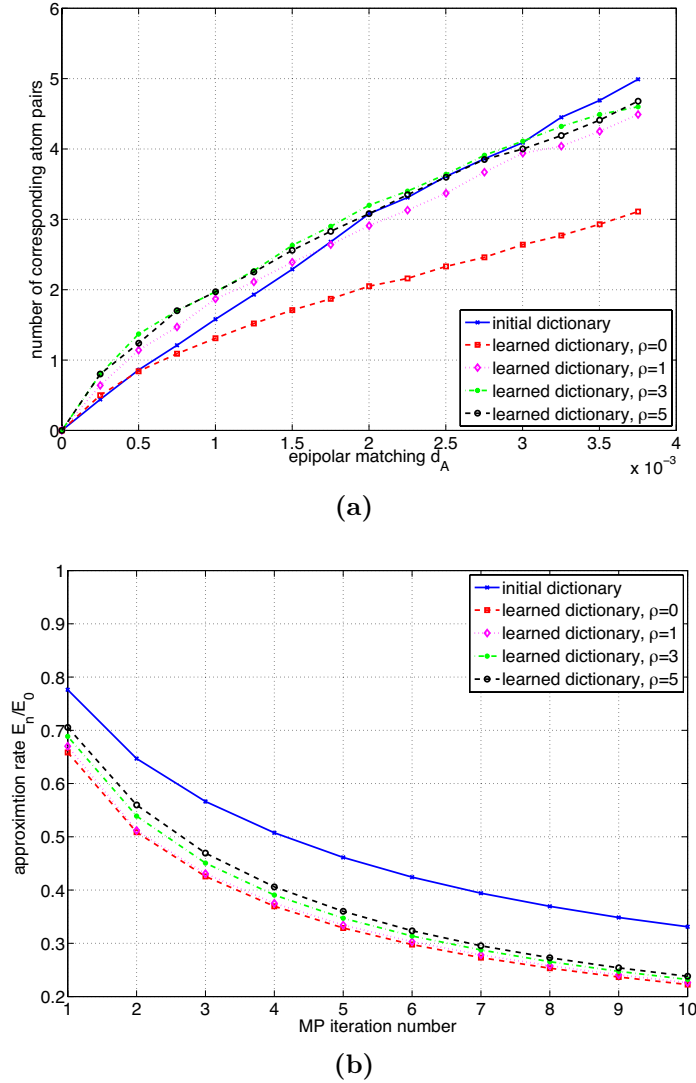 6
5
4
3
2
1
0
number of corresponding atom pairs
initial dictionary
learned dictionary, ρ=0
learned dictionary, ρ=1
learned dictionary, ρ=3
learned dictionary, ρ=5
0 0.5 1 1.5 2 2.5 3 3.5 4
epipolar matching d_A
x 10^-3
(a)
1
0.9
0.8
0.7
0.6
0.5
0.4
0.3
0.2
approximtion rate E_n/E_0
initial dictionary
learned dictionary, ρ=0
learned dictionary, ρ=1
learned dictionary, ρ=3
learned dictionary, ρ=5
1 2 3 4 5 6 7 8 9 10
MP iteration number
(b)